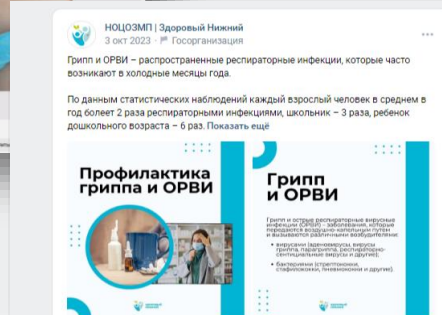 НОЦОЗМП | Здоровый Нижний
3 окт 2023 · Госорганизация
Грипп и ОРВИ – распространенные респираторные инфекции, которые часто
возникают в холодные месяцы года.
По данным статистических наблюдений каждый взрослый человек в среднем в
год болеет 2 раза респираторными инфекциями, школьник – 3 раза, ребенок
дошкольного возраста – 6 раз. Показать ещё
Профилактика
гриппа и ОРВИ
Грипп
и ОРВИ
Грипп и острые респираторные вирусные
инфекции (ОРВИ) – заболевания, которые
передаются воздушно-капельным путем
и вызываются различными возбудителями:
вирусами (аденовирусы, вирусы
гриппа, парагриппа, респираторно-
синцитиальные вирусы и другие);
бактериями (стрептококки,
стафилококки, пневмококки и другие).